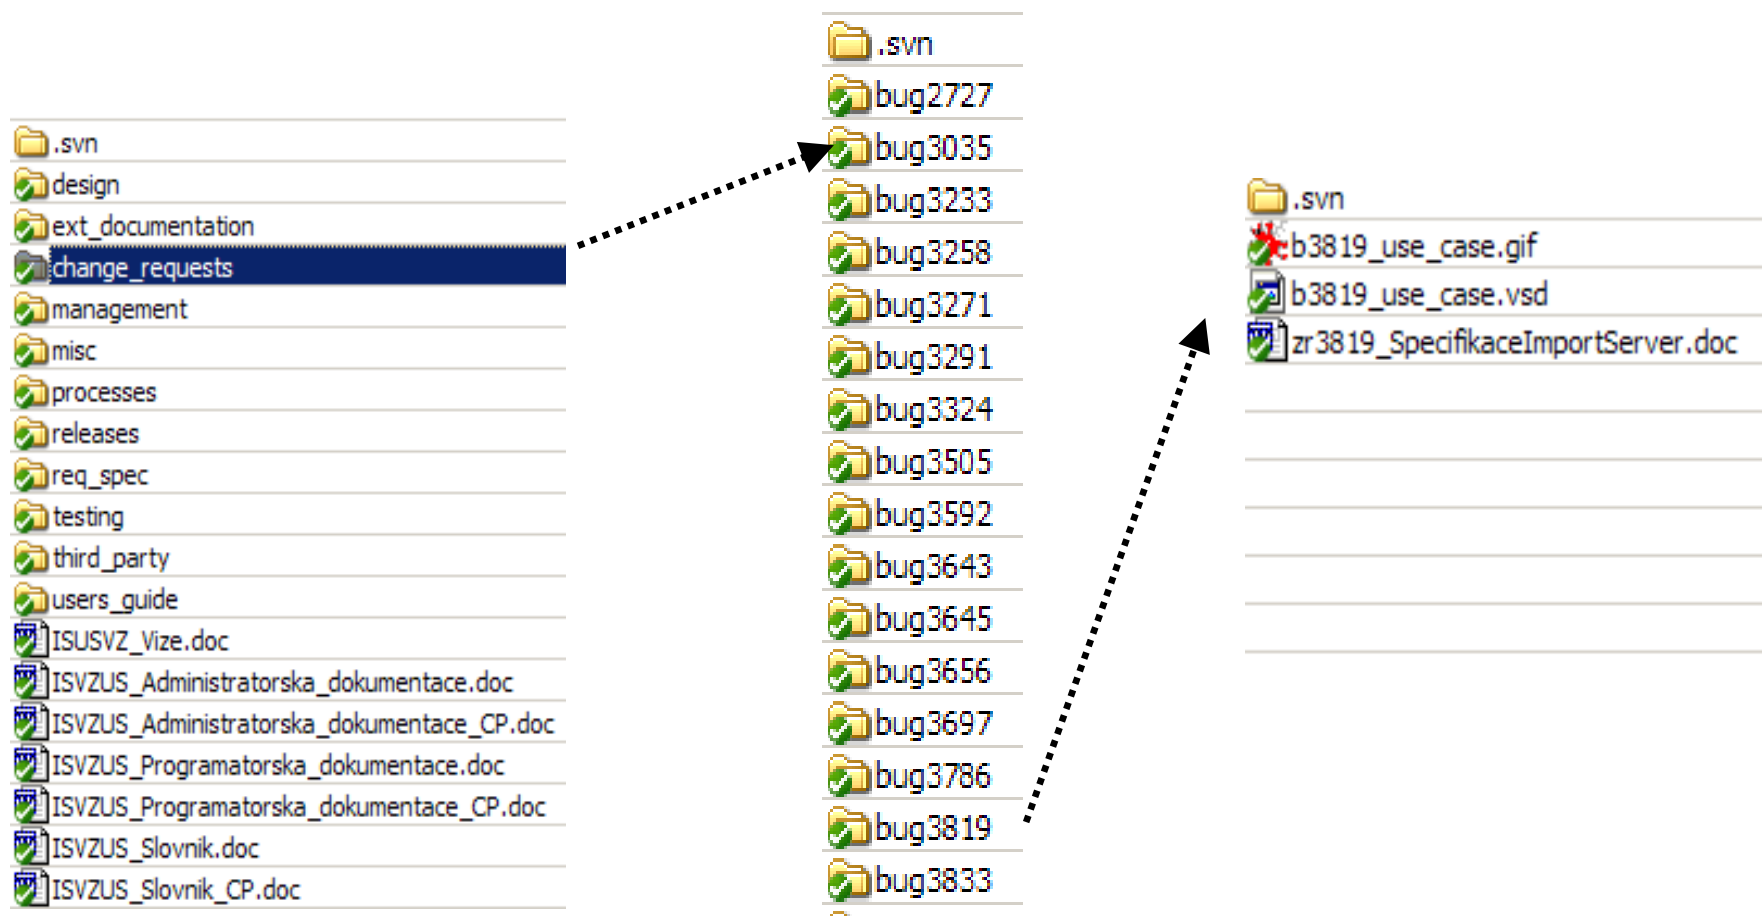 .svn
design
ext_documentation
change_requests
management
misc
processes
releases
req_spec
testing
third_party
users_guide
ISUSVZ_Vize.doc
ISVZUS_Administratorska_dokumentace.doc
ISVZUS_Administratorska_dokumentace_CP.doc
ISVZUS_Programatorska_dokumentace.doc
ISVZUS_Programatorska_dokumentace_CP.doc
ISVZUS_Slovnik.doc
ISVZUS_Slovnik_CP.doc
.svn
bug2727
bug3035
bug3233
bug3258
bug3271
bug3291
bug3324
bug3505
bug3592
bug3643
bug3645
bug3656
bug3697
bug3786
bug3819
bug3833
.svn
b3819_use_case.gif
b3819_use_case.vsd
zr3819_SpecifikaceImportServer.doc